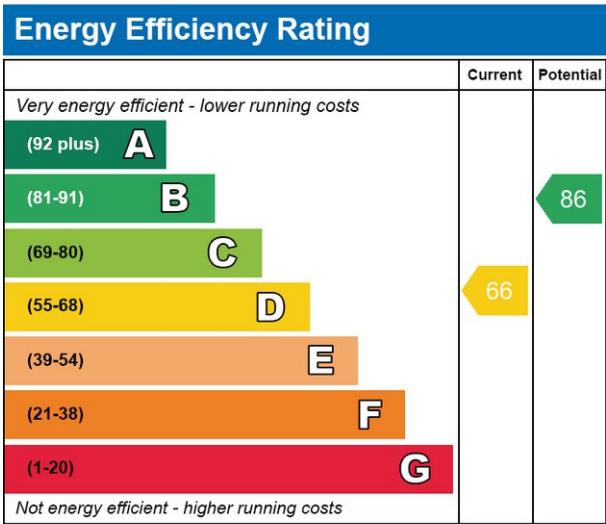 Energy Efficiency Rating
Current Potential
Very energy efficient - lower running costs
(92 plus) A
(81-91) B
86
(69-80) C
(55-68) D
66
(39-54) E
(21-38) F
(1-20) G
Not energy efficient - higher running costs